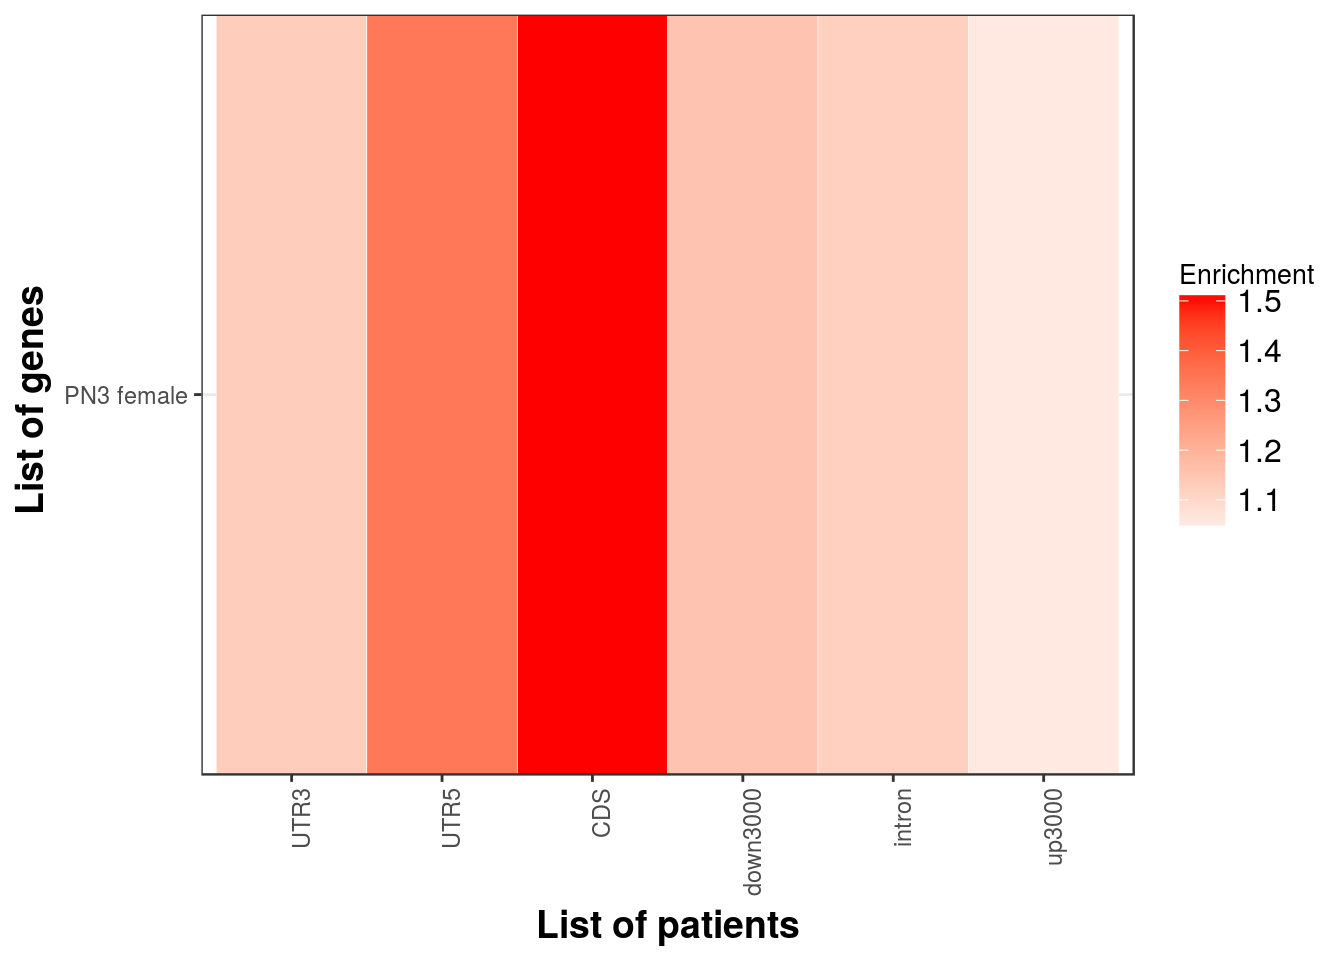 List of genes
PN3 female
UTR3
UTR5
CDS
down3000
intron
up3000
List of patients
Enrichment
1.5
1.4
1.3
1.2
1.1